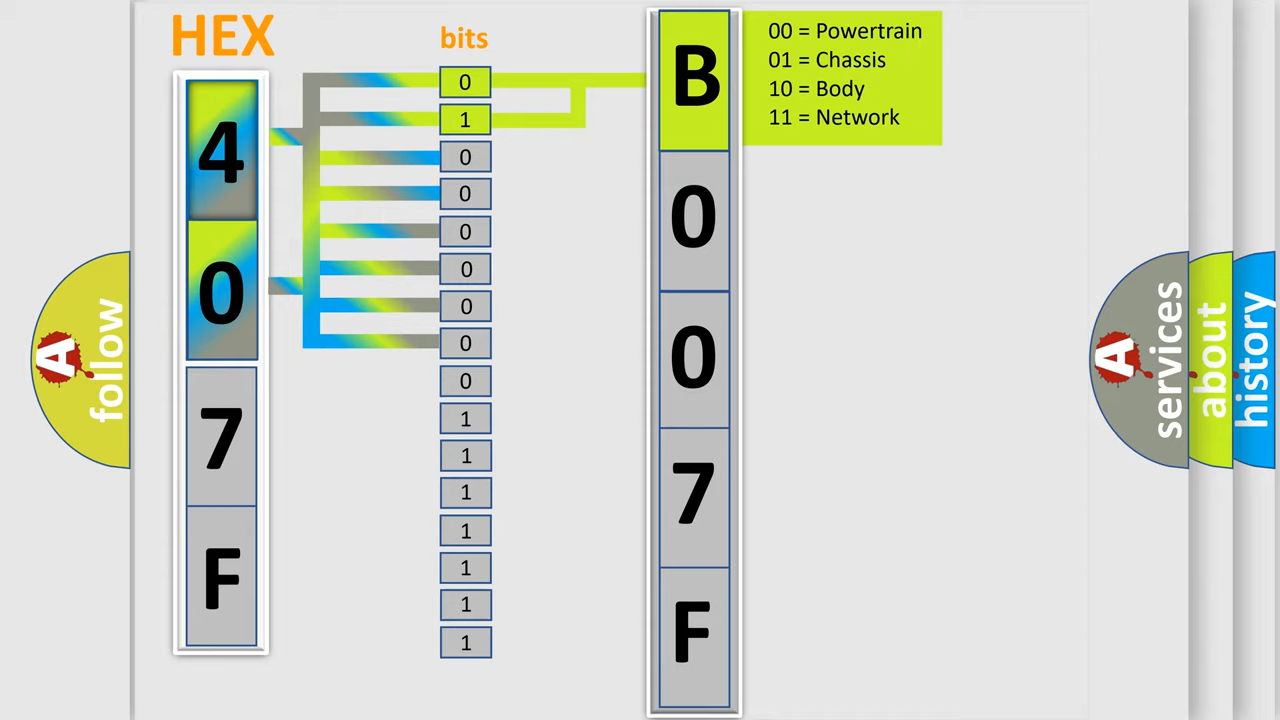 HEX
bits
4
0
7
F
0
1
0
0
0
0
0
0
0
1
1
1
1
1
1
1
B
0
0
7
F
00 = Powertrain
01 = Chassis
10 = Body
11 = Network
A
follow
A
services
about
history